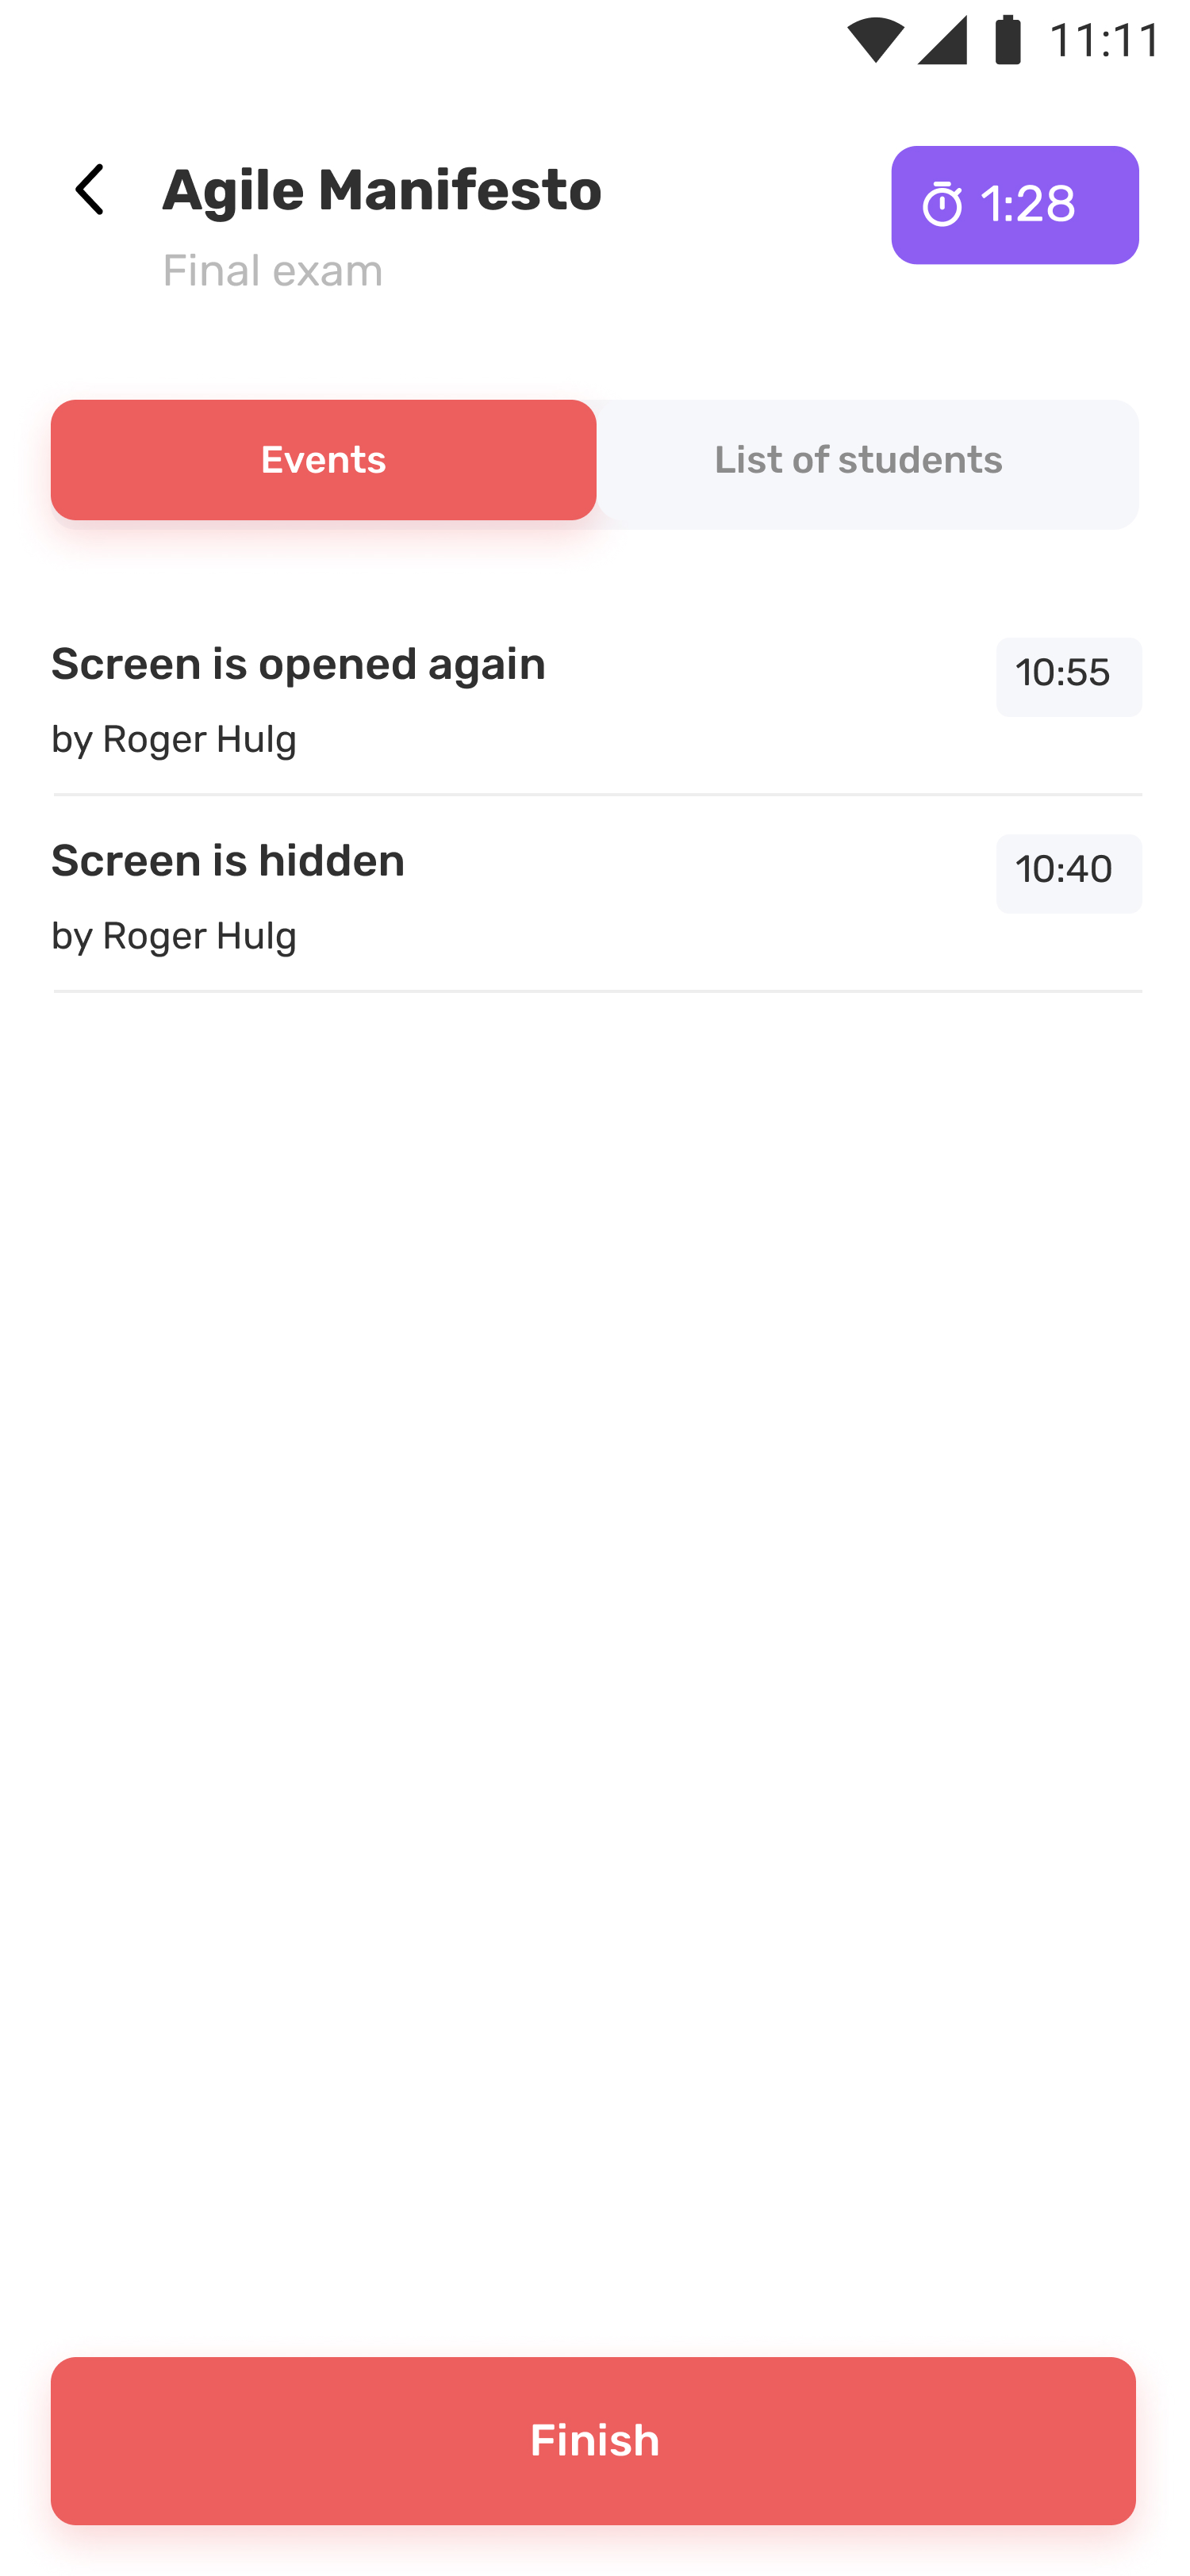 11:11
Agile Manifesto
1:28
Final exam
Events
List of students
Screen is opened again
10:55
by Roger Hulg
Screen is hidden
10:40
by Roger Hulg
Finish